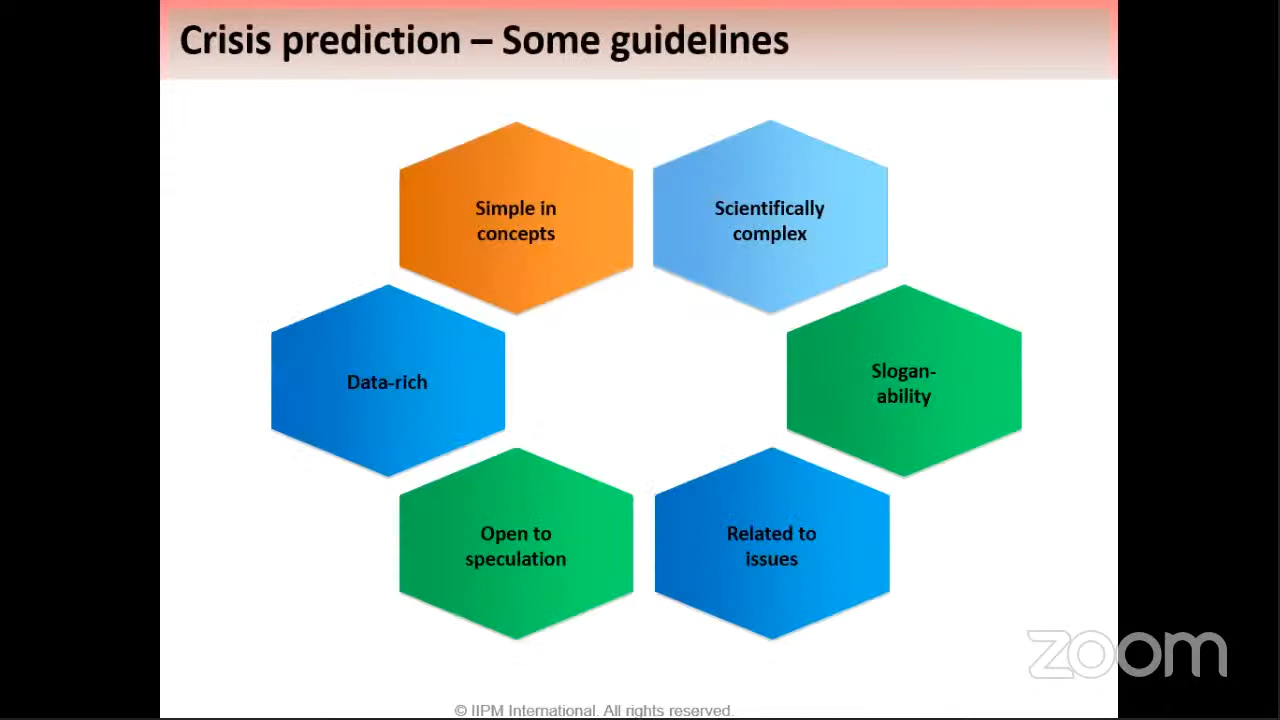 Crisis prediction – Some guidelines
Simple in
concepts
Scientifically
complex
Data-rich
Slogan-
ability
Open to
speculation
Related to
issues
zoom
© IIPM International. All rights reserved.